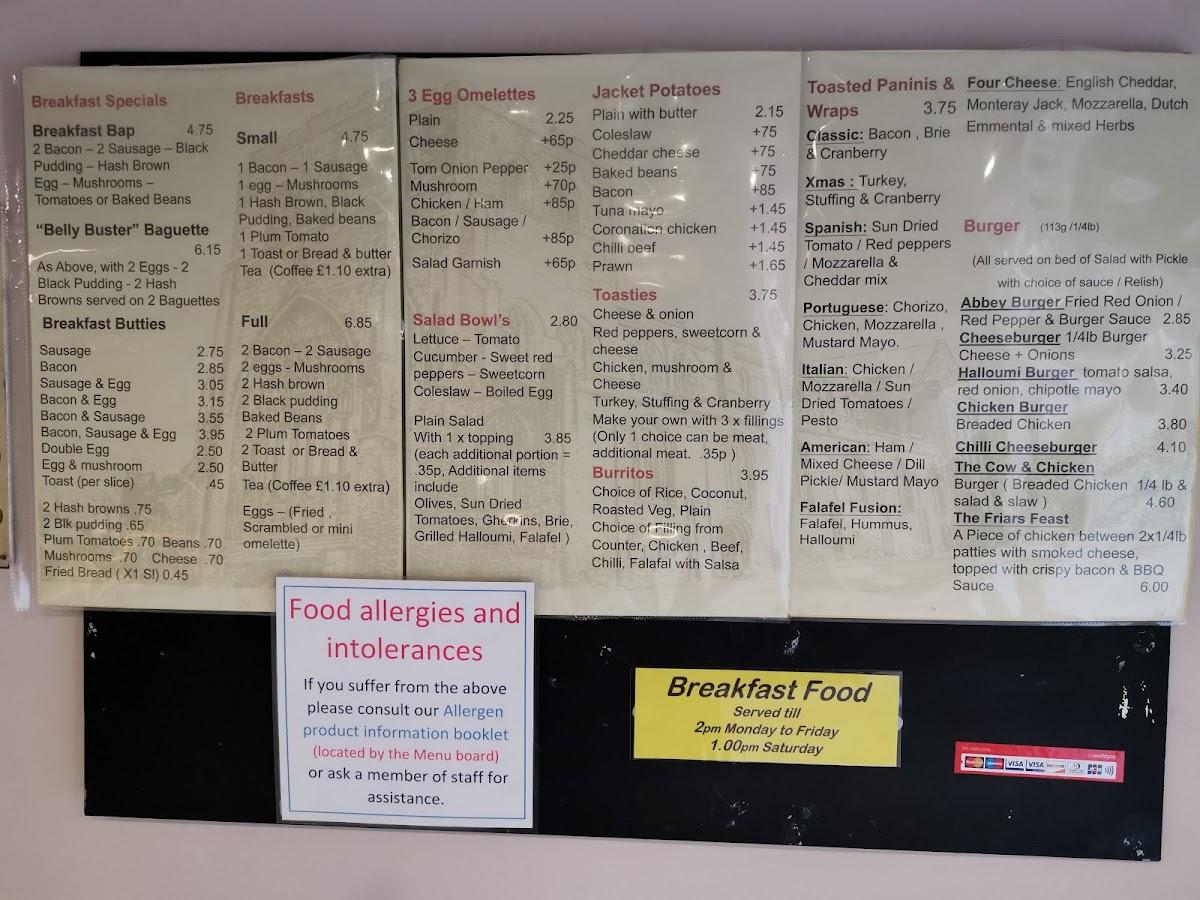 Breakfast Specials
Breakfast Bap 4.75
2 Bacon – 2 Sausage – Black
Pudding – Hash Brown
Egg – Mushrooms –
Tomatoes or Baked Beans
“Belly Buster” Baguette
6.15
As Above, with 2 Eggs - 2
Black Pudding - 2 Hash
Browns served on 2 Baguettes
Breakfast Butties
Sausage 2.75
Bacon 2.85
Sausage & Egg 3.05
Bacon & Egg 3.15
Bacon & Sausage 3.55
Bacon, Sausage & Egg 3.95
Double Egg 2.50
Egg & mushroom 2.50
Toast (per slice) .45
2 Hash browns .75
2 Blk pudding .65
Plum Tomatoes .70 Beans .70
Mushrooms .70 Cheese .70
Fried Bread ( X1 Sl) 0.45
Breakfasts
Small 4.75
1 Bacon – 1 Sausage
1 egg – Mushrooms
1 Hash Brown, Black
Pudding, Baked beans
1 Plum Tomato
1 Toast or Bread & butter
Tea (Coffee £1.10 extra)
Full 6.85
2 Bacon – 2 Sausage
2 eggs - Mushrooms
2 Hash brown
2 Black pudding
Baked Beans
2 Plum Tomatoes
2 Toast or Bread &
Butter
Tea (Coffee £1.10 extra)
Eggs – (Fried ,
Scrambled or mini
omelette)
3 Egg Omelettes
Plain 2.25
Cheese +65p
Tom Onion Pepper +25p
Mushroom +70p
Chicken / Ham +85p
Bacon / Sausage /
Chorizo +85p
Salad Garnish +65p
Salad Bowl's 2.80
Lettuce – Tomato
Cucumber - Sweet red
peppers – Sweetcorn
Coleslaw – Boiled Egg
Plain Salad
With 1 x topping 3.85
(each additional portion =
.35p, Additional items
include
Olives, Sun Dried
Tomatoes, Gherkins, Brie,
Grilled Halloumi, Falafel )
Jacket Potatoes
Plain with butter 2.15
Coleslaw +75
Cheddar cheese +75
Baked beans +75
Bacon +85
Tuna mayo +1.45
Coronation chicken +1.45
Chilli beef +1.45
Prawn +1.65
Toasties 3.75
Cheese & onion
Red peppers, sweetcorn &
cheese
Chicken, mushroom &
Cheese
Turkey, Stuffing & Cranberry
Make your own with 3 x fillings
(Only 1 choice can be meat,
additional meat. .35p )
Burritos 3.95
Choice of Rice, Coconut,
Roasted Veg, Plain
Choice of Filling from
Counter, Chicken , Beef,
Chilli, Falafal with Salsa
Toasted Paninis &
Wraps 3.75
Classic: Bacon , Brie
& Cranberry
Xmas : Turkey,
Stuffing & Cranberry
Spanish: Sun Dried
Tomato / Red peppers
/ Mozzarella &
Cheddar mix
Portuguese: Chorizo,
Chicken, Mozzarella ,
Mustard Mayo.
Italian: Chicken /
Mozzarella / Sun
Dried Tomatoes /
Pesto
American: Ham /
Mixed Cheese / Dill
Pickle/ Mustard Mayo
Falafel Fusion:
Falafel, Hummus,
Halloumi
Four Cheese: English Cheddar,
Monteray Jack, Mozzarella, Dutch
Emmental & mixed Herbs
Burger (113g /1/4lb)
(All served on bed of Salad with Pickle
with choice of sauce / Relish)
Abbey Burger Fried Red Onion /
Red Pepper & Burger Sauce 2.85
Cheeseburger 1/4lb Burger
Cheese + Onions 3.25
Halloumi Burger tomato salsa,
red onion, chipotle mayo 3.40
Chicken Burger
Breaded Chicken 3.80
Chilli Cheeseburger 4.10
The Cow & Chicken
Burger ( Breaded Chicken 1/4 lb &
salad & slaw ) 4.60
The Friars Feast
A Piece of chicken between 2x1/4lb
patties with smoked cheese,
topped with crispy bacon & BBQ
Sauce 6.00
Food allergies and
intolerances
If you suffer from the above
please consult our Allergen
product information booklet
(located by the Menu board)
or ask a member of staff for
assistance.
Breakfast Food
Served till
2pm Monday to Friday
1.00pm Saturday
worldpay
VISA VISA JCB